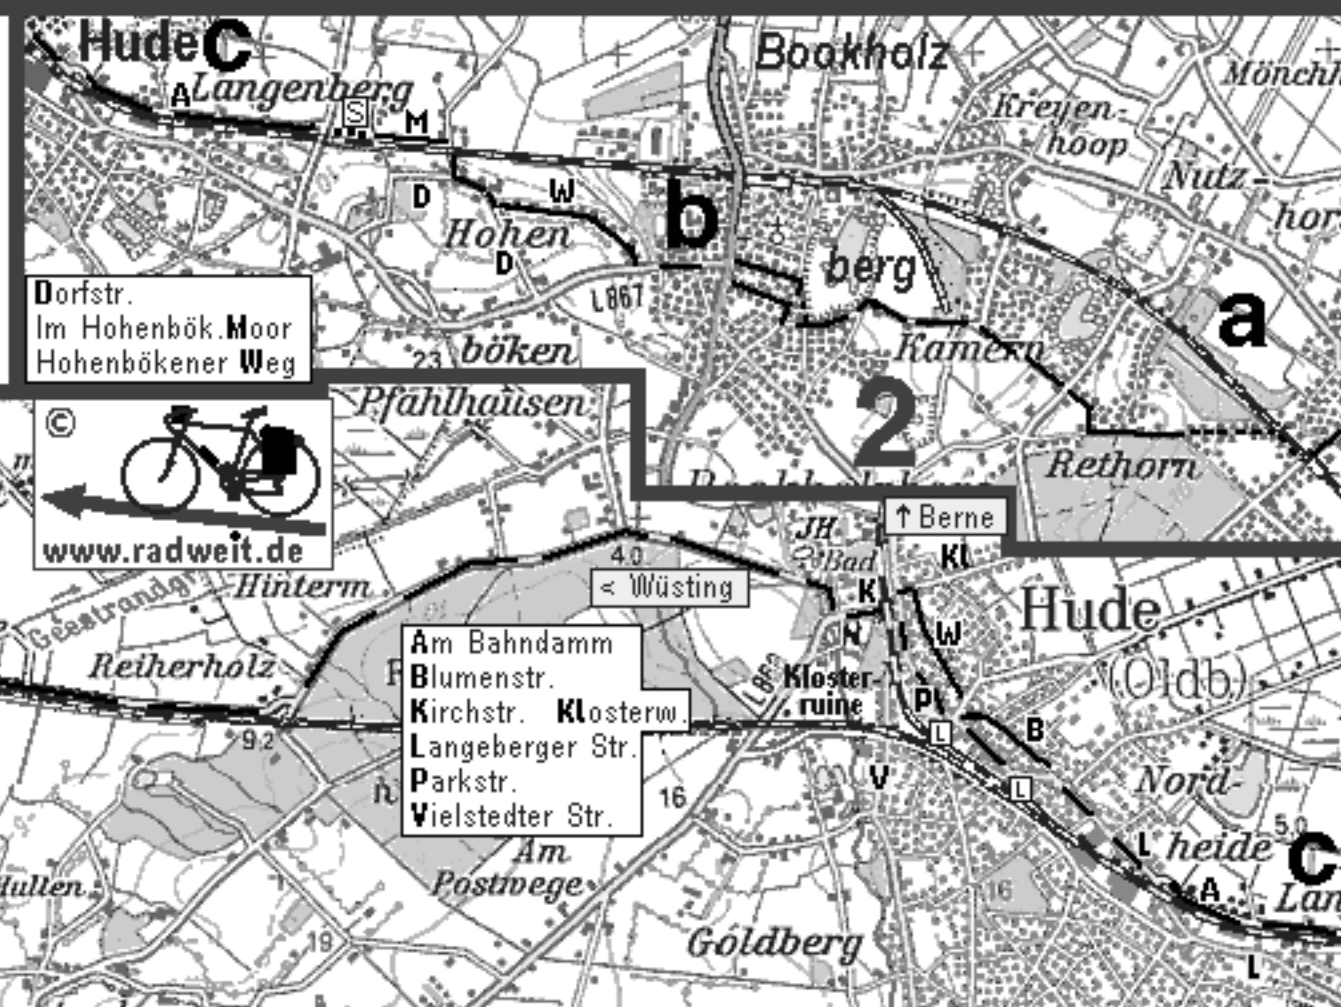 Hude C
Bookholz
Mönchh
A Langenberg
S
M
Kreyen-
hoop
Nutz-
hor
D
W
b
Hohen
D
berg
L867
a
Dorfstr.
Im Hohenbök.Moor
Hohenbökener Weg
23
böken
Kamern
2
Rethorn
Pfahlhausen
©
www.radweit.de
↑ Berne
JH
Bad
Kl
4.0
Hinterm
< Wüsting
K
Hude
Geestrandgr
N
W
(Oldb)
Reiherholz
Am Bahndamm
Blumenstr.
Kirchstr. Klosterw.
Langeberger Str.
Parkstr.
Vielstedter Str.
Kloster-
ruine
P
L
B
9.2
V
L
Nord-
16
L
heide
5.0
C
Am
Postwege
Hullen
16
A
Lan
19
Goldberg
L